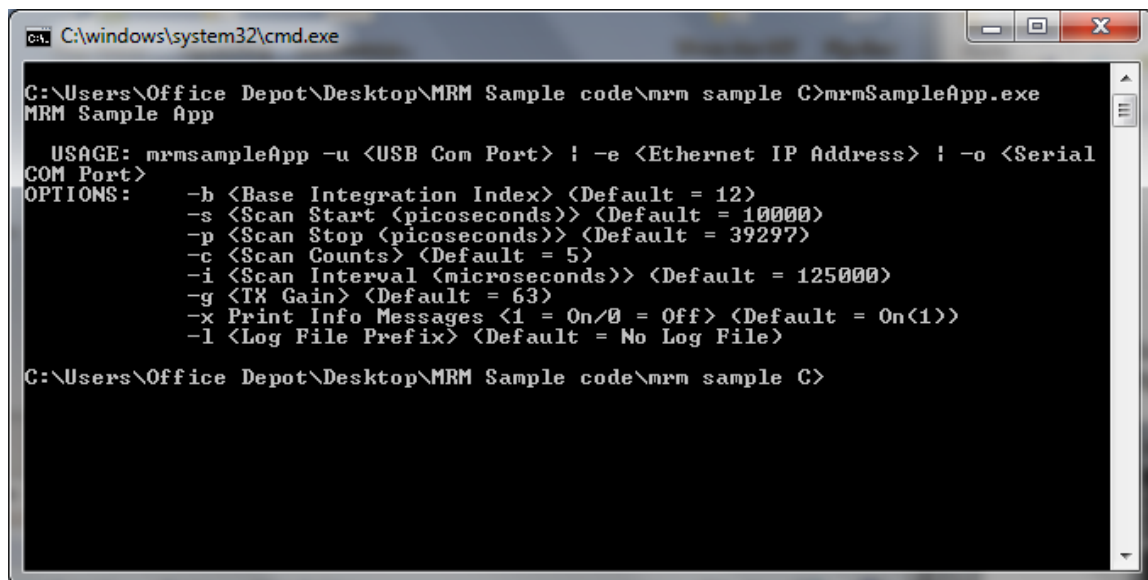 C:\windows\system32\cmd.exe
C:\Users\Office Depot\Desktop\MRM Sample code\mrm sample C>mrmSampleApp.exe
MRM Sample App
USAGE: mrmsampleApp -u <USB Com Port> | -e <Ethernet IP Address> | -o <Serial
COM Port>
OPTIONS: -b <Base Integration Index> (Default = 12)
-s <Scan Start (picoseconds)> (Default = 10000)
-p <Scan Stop (picoseconds)> (Default = 39297)
-c <Scan Counts> (Default = 5)
-i <Scan Interval (microseconds)> (Default = 125000)
-g <TX Gain> (Default = 63)
-x Print Info Messages <1 = On/0 = Off> (Default = On(1))
-l <Log File Prefix> (Default = No Log File)
C:\Users\Office Depot\Desktop\MRM Sample code\mrm sample C>